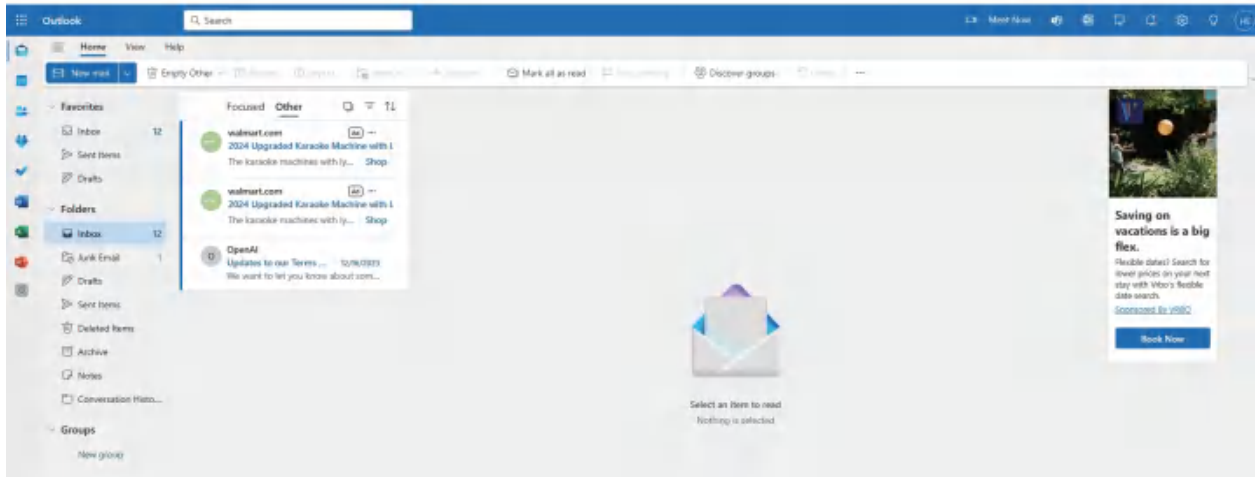 Outlook
Search
Meet Now
Home View Help
New mail Empty Other Mark all as read Discover groups
Favorites
Inbox 12
Sent Items
Drafts
Folders
Inbox 12
Junk Email 1
Drafts
Sent Items
Deleted Items
Archive
Notes
Conversation Histo...
Groups
New group
Focused Other
walmart.com Ad
2024 Upgraded Karaoke Machine with L
The karaoke machines with ly... Shop
walmart.com Ad
2024 Upgraded Karaoke Machine with L
The karaoke machines with ly... Shop
O OpenAI
Updates to our Terms ... 12/16/2023
We want to let you know about som...
Select an item to read
Nothing is selected
Saving on
vacations is a big
flex.
Flexible dates? Search for
lower prices on your next
stay with Vrbo's flexible
date search.
Sponsored By VRBO
Book Now